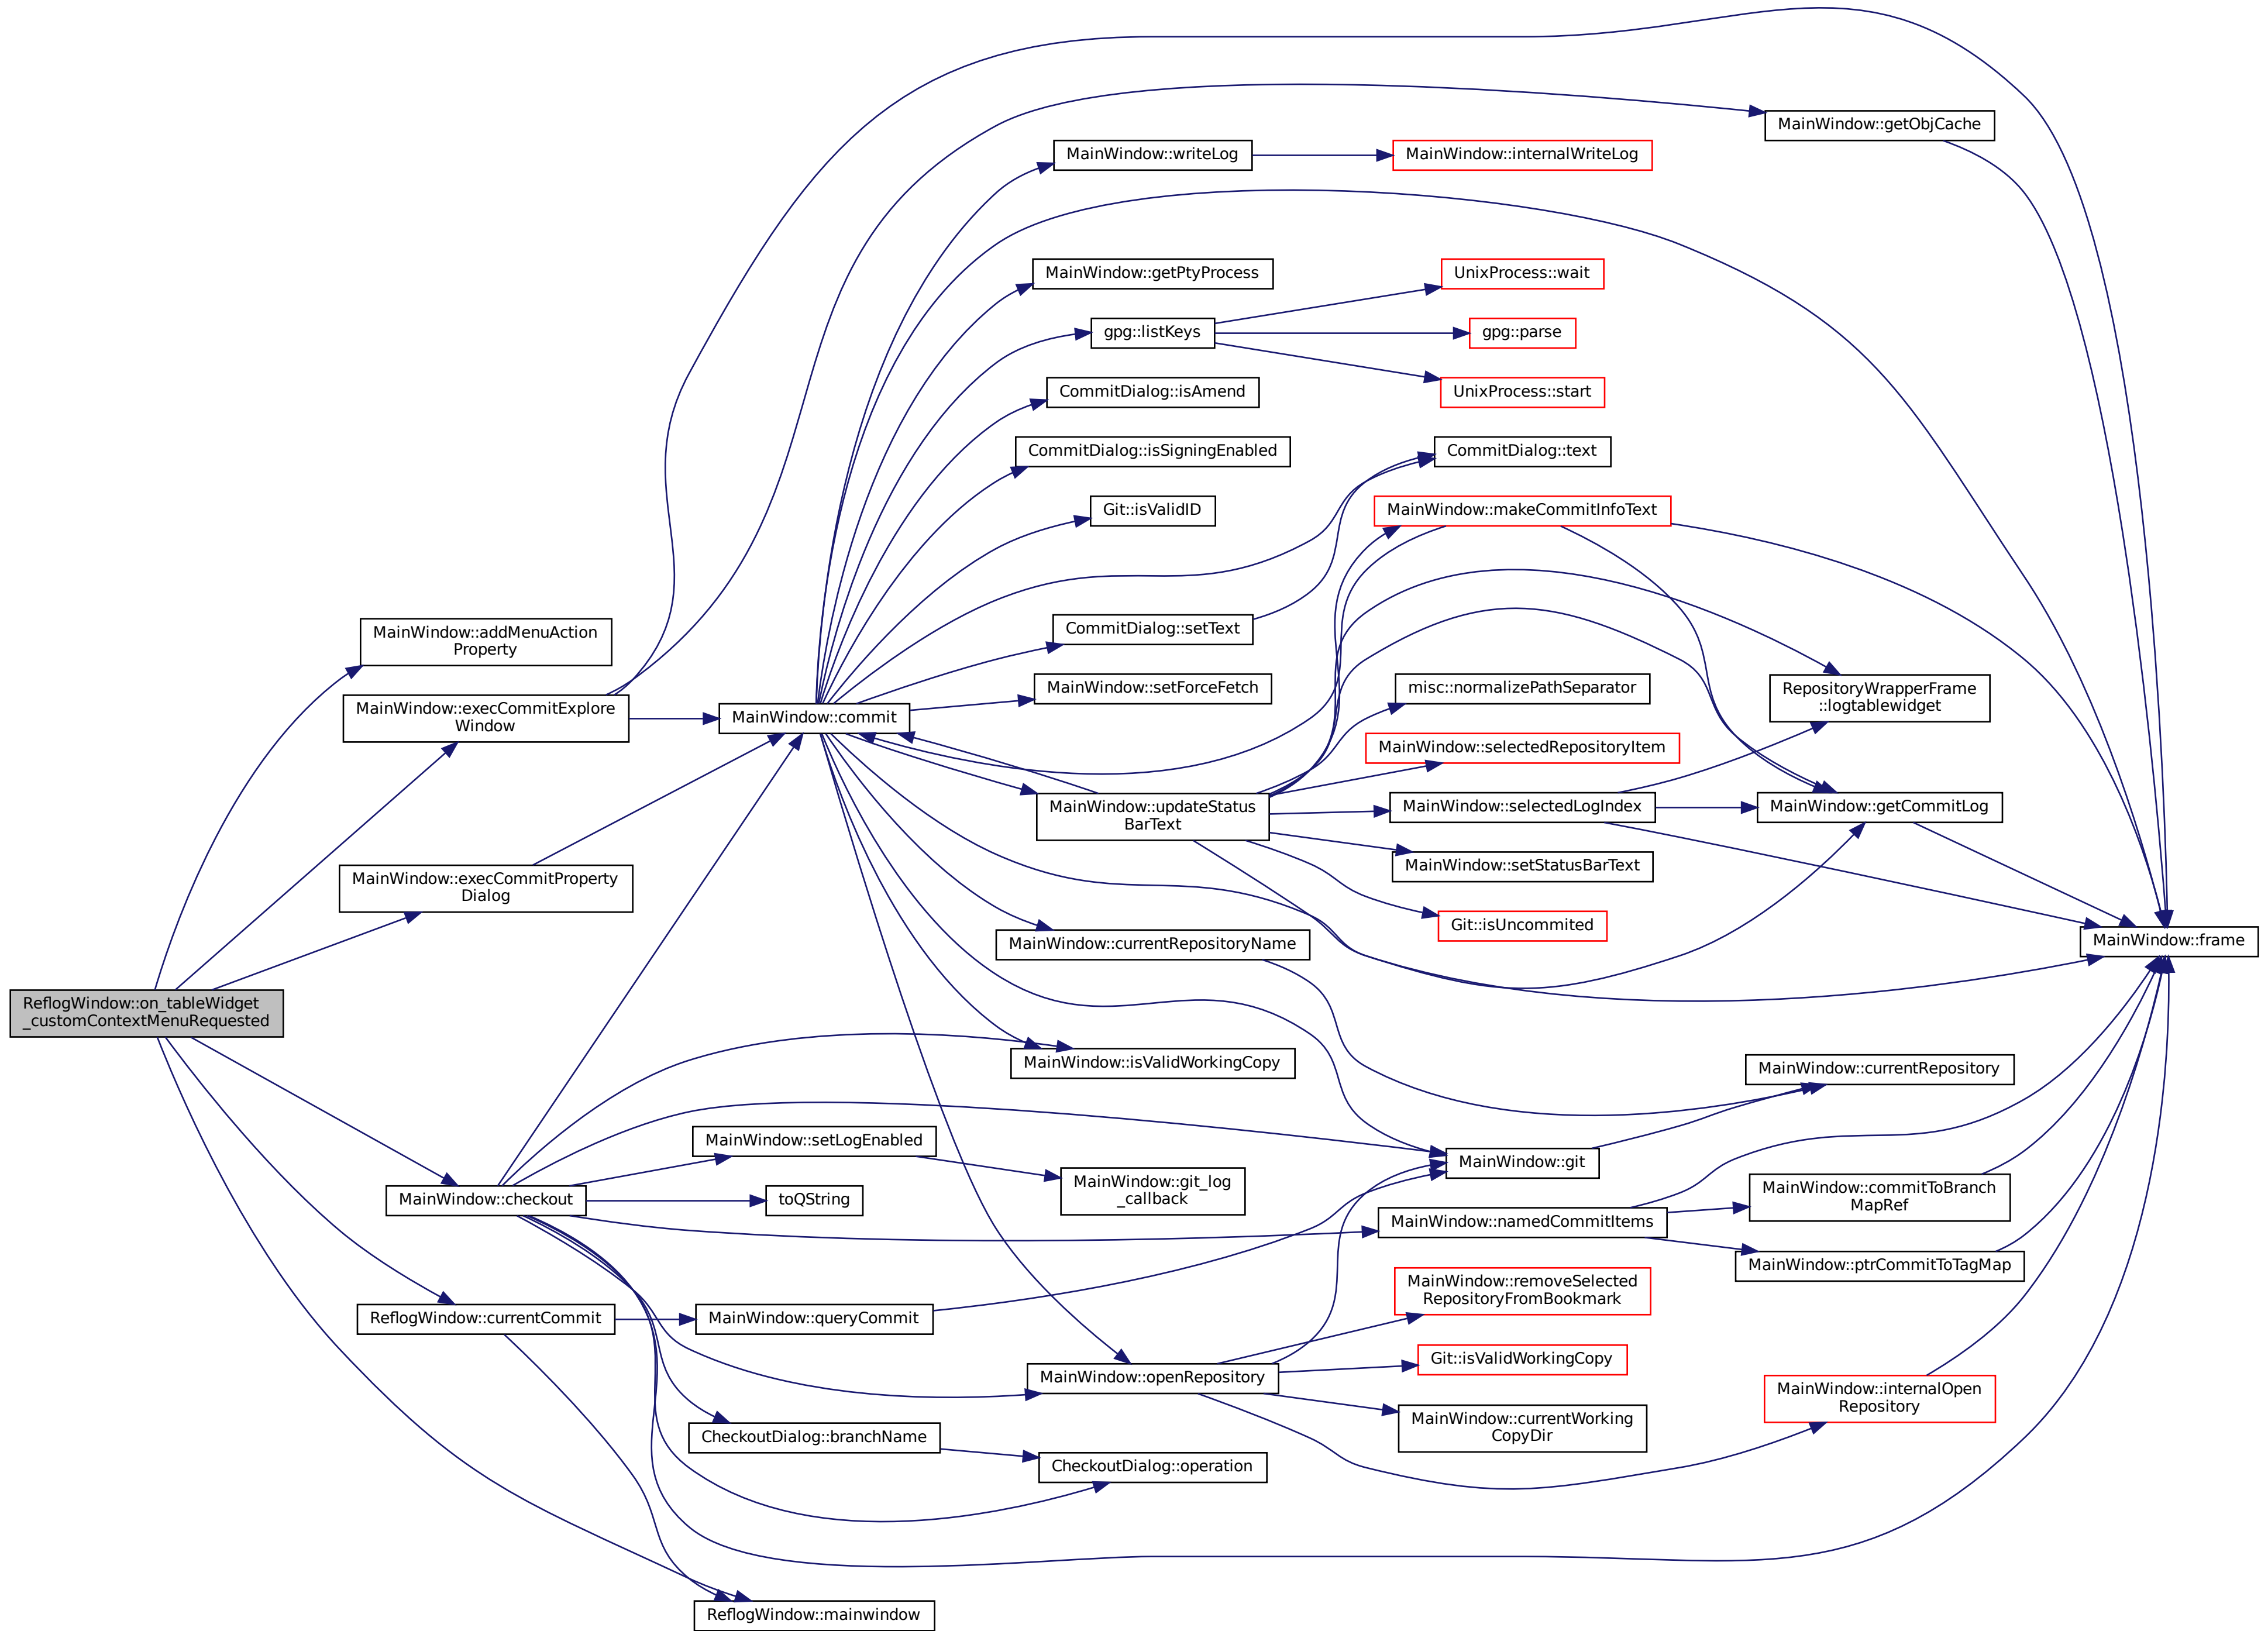 MainWindow::getObjCache
MainWindow::writeLog
MainWindow::internalWriteLog
MainWindow::getPtyProcess
UnixProcess::wait
gpg::listKeys
gpg::parse
CommitDialog::isAmend
UnixProcess::start
CommitDialog::isSigningEnabled
CommitDialog::text
Git::isValidID
MainWindow::makeCommitInfoText
MainWindow::addMenuAction
Property
CommitDialog::setText
MainWindow::execCommitExplore
Window
MainWindow::setForceFetch
misc::normalizePathSeparator
RepositoryWrapperFrame
::logtablewidget
MainWindow::commit
MainWindow::selectedRepositoryItem
MainWindow::updateStatus
BarText
MainWindow::selectedLogIndex
MainWindow::getCommitLog
MainWindow::setStatusBarText
MainWindow::execCommitProperty
Dialog
Git::isUncommited
MainWindow::currentRepositoryName
MainWindow::frame
ReflogWindow::on_tableWidget
_customContextMenuRequested
MainWindow::isValidWorkingCopy
MainWindow::currentRepository
MainWindow::setLogEnabled
MainWindow::git
MainWindow::checkout
toQString
MainWindow::git_log
_callback
MainWindow::commitToBranch
MapRef
MainWindow::namedCommitItems
MainWindow::ptrCommitToTagMap
MainWindow::removeSelected
RepositoryFromBookmark
ReflogWindow::currentCommit
MainWindow::queryCommit
Git::isValidWorkingCopy
MainWindow::openRepository
MainWindow::internalOpen
Repository
MainWindow::currentWorking
CopyDir
CheckoutDialog::branchName
CheckoutDialog::operation
ReflogWindow::mainwindow